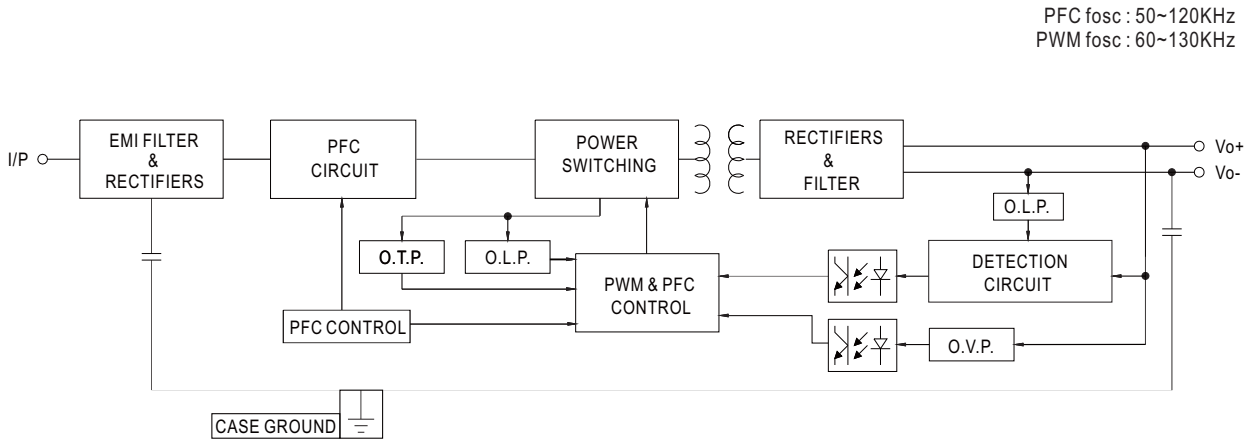 PFC fosc : 50~120KHz
PWM fosc : 60~130KHz
I/P
EMI FILTER
&
RECTIFIERS
PFC
CIRCUIT
POWER
SWITCHING
RECTIFIERS
&
FILTER
Vo+
Vo-
O.L.P.
O.T.P.
O.L.P.
PWM & PFC
CONTROL
DETECTION
CIRCUIT
PFC CONTROL
O.V.P.
CASE GROUND